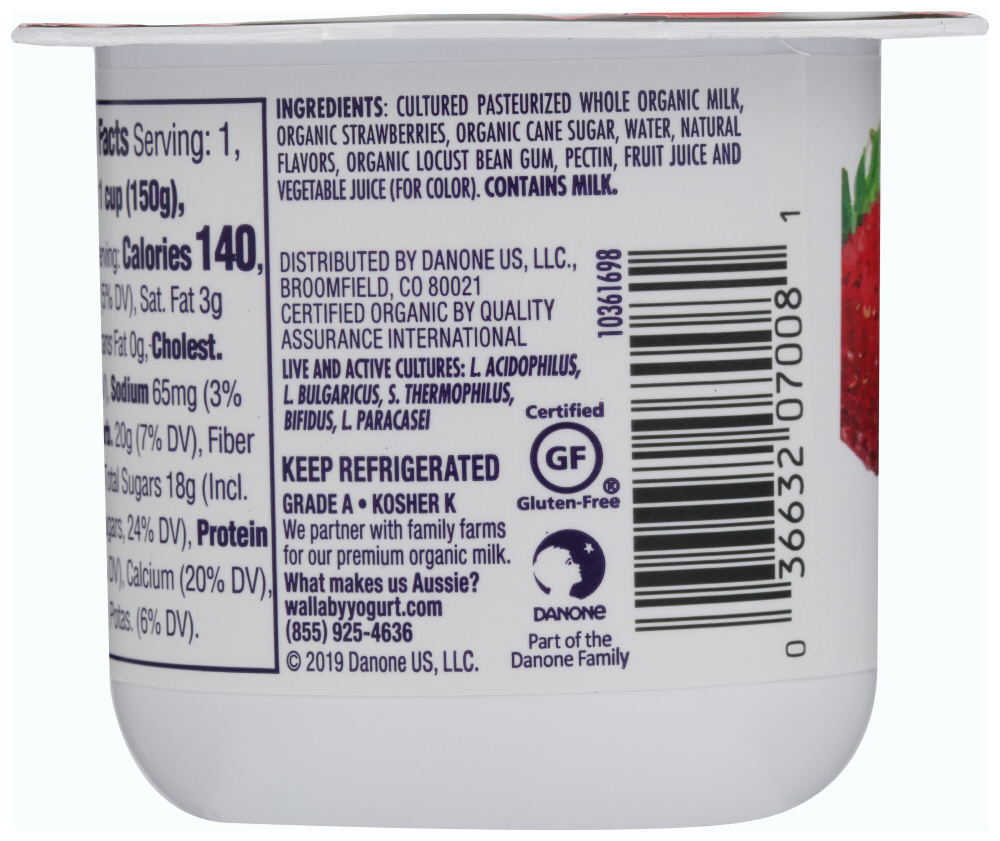 Facts Serving: 1,
1 cup (150g),
Calories 140,
DV), Sat. Fat 3g
Fat 0g, Cholest.
Sodium 65mg (3%
20g (7% DV), Fiber
Total Sugars 18g (Incl.
24% DV), Protein
DV), Calcium (20% DV),
Potas. (6% DV).
INGREDIENTS: CULTURED PASTEURIZED WHOLE ORGANIC MILK,
ORGANIC STRAWBERRIES, ORGANIC CANE SUGAR, WATER, NATURAL
FLAVORS, ORGANIC LOCUST BEAN GUM, PECTIN, FRUIT JUICE AND
VEGETABLE JUICE (FOR COLOR). CONTAINS MILK.
DISTRIBUTED BY DANONE US, LLC.,
BROOMFIELD, CO 80021
CERTIFIED ORGANIC BY QUALITY
ASSURANCE INTERNATIONAL
LIVE AND ACTIVE CULTURES: L. ACIDOPHILUS,
L. BULGARICUS, S. THERMOPHILUS,
BIFIDUS, L. PARACASEI
KEEP REFRIGERATED
GRADE A • KOSHER K
We partner with family farms
for our premium organic milk.
What makes us Aussie?
wallabyyogurt.com
(855) 925-4636
© 2019 Danone US, LLC.
Certified
GF
®
Gluten-Free
DANONE
Part of the
Danone Family
10361698
0 36632 07008 1